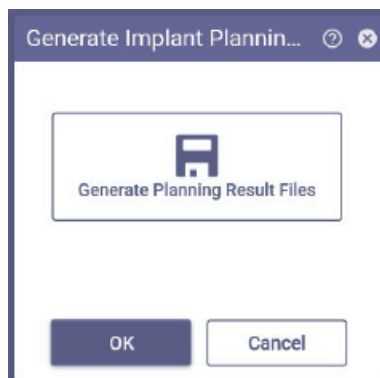 Generate Implant Plannin...
Generate Planning Result Files
OK
Cancel